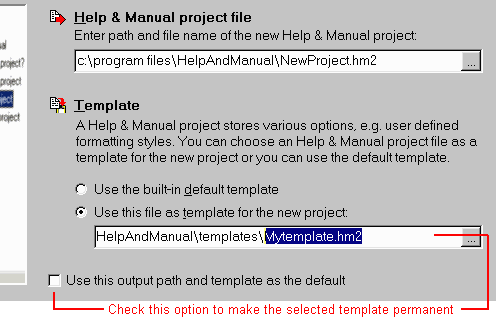 Help & Manual project file
Enter path and file name of the new Help & Manual project:
c:\program files\HelpAndManual\NewProject.hm2
...
al
project?
project
project
Template
A Help & Manual project stores various options, e.g. user defined
formatting styles. You can choose an Help & Manual project file as a
template for the new project or you can use the default template.
Use the built-in default template
Use this file as template for the new project:
HelpAndManual\templates\Mytemplate.hm2
...
Use this output path and template as the default
Check this option to make the selected template permanent